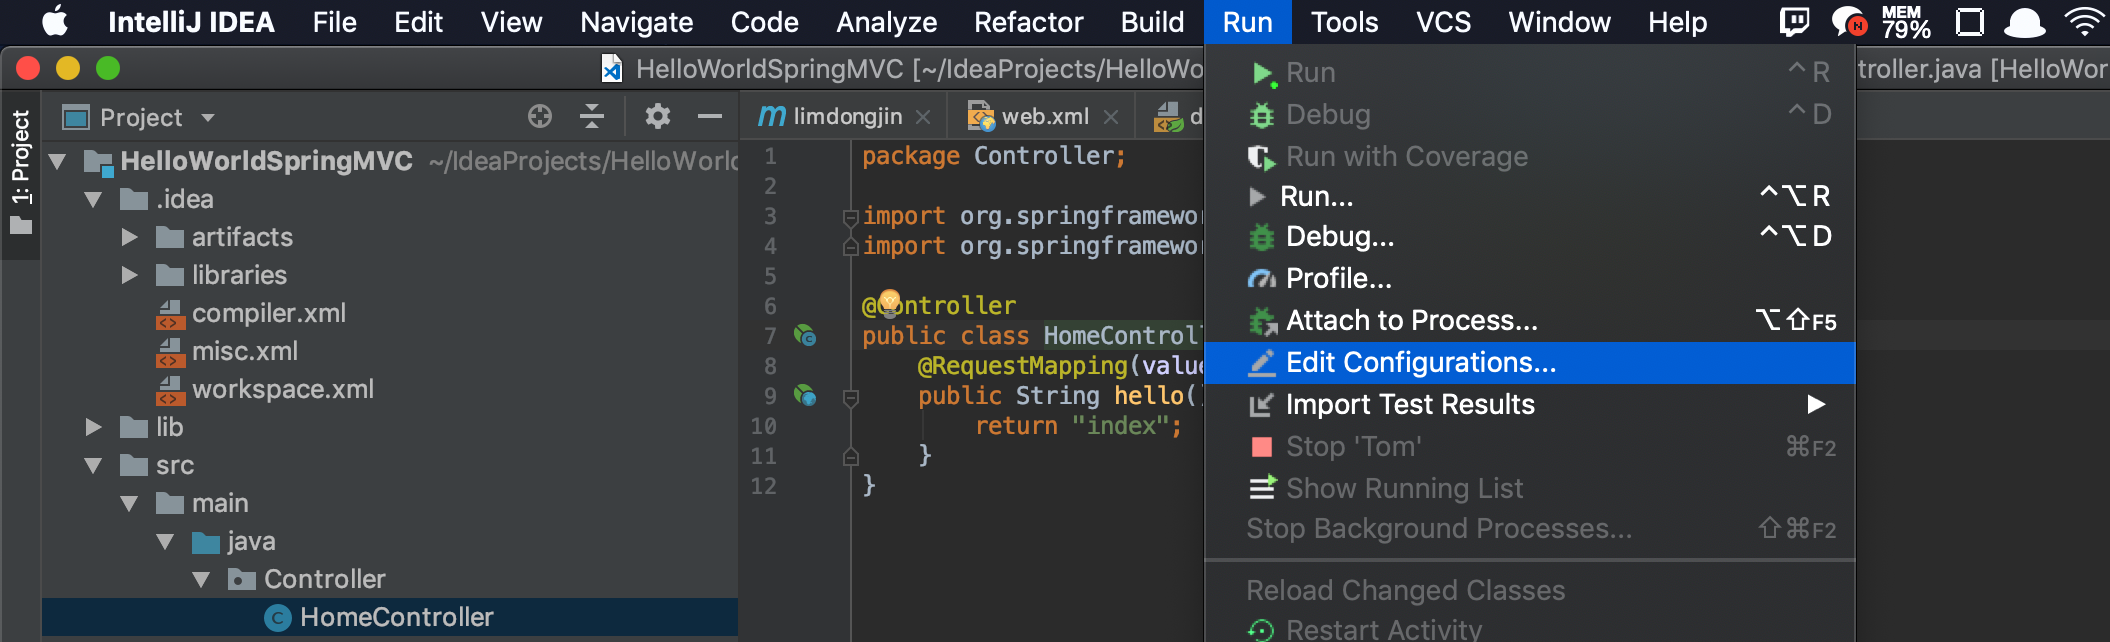 IntelliJ IDEA File Edit View Navigate Code Analyze Refactor Build Run Tools VCS Window Help N MEM 79%
HelloWorldSpringMVC [~/IdeaProjects/HelloWo
troller.java [HelloWor
1: Project
Project
HelloWorldSpringMVC ~/IdeaProjects/HelloWorld
.idea
artifacts
libraries
compiler.xml
misc.xml
workspace.xml
lib
src
main
java
Controller
C HomeController
m limdongjin web.xml d
1 package Controller;
2
3 import org.springframewor
4 import org.springframewor
5
6 @Controller
7 public class HomeControll
8 @RequestMapping(value
9 public String hello()
10 return "index";
11 }
12 }
Run ^ R
Debug ^ D
Run with Coverage
Run... ^⌥ R
Debug... ^⌥ D
Profile...
Attach to Process... ⌥⇧F5
Edit Configurations...
Import Test Results
Stop 'Tom' ⌘F2
Show Running List
Stop Background Processes... ⇧⌘F2
Reload Changed Classes
Restart Activity